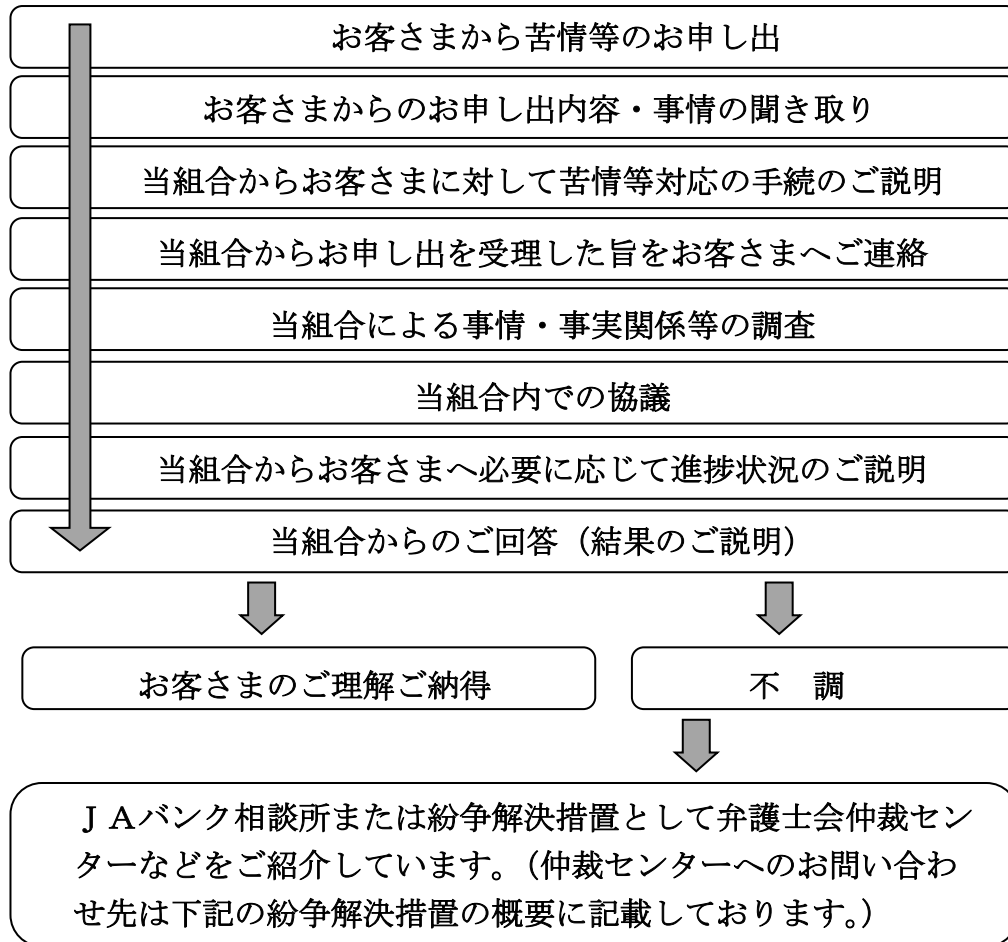 お客さまから苦情等のお申し出
お客さまからのお申し出内容・事情の聞き取り
当組合からお客さまに対して苦情等対応の手続のご説明
当組合からお申し出を受理した旨をお客さまへご連絡
当組合による事情・事実関係等の調査
当組合内での協議
当組合からお客さまへ必要に応じて進捗状況のご説明
当組合からのご回答（結果のご説明）
お客さまのご理解ご納得
不　調
ＪＡバンク相談所または紛争解決措置として弁護士会仲裁セン
ターなどをご紹介しています。（仲裁センターへのお問い合わ
せ先は下記の紛争解決措置の概要に記載しております。）